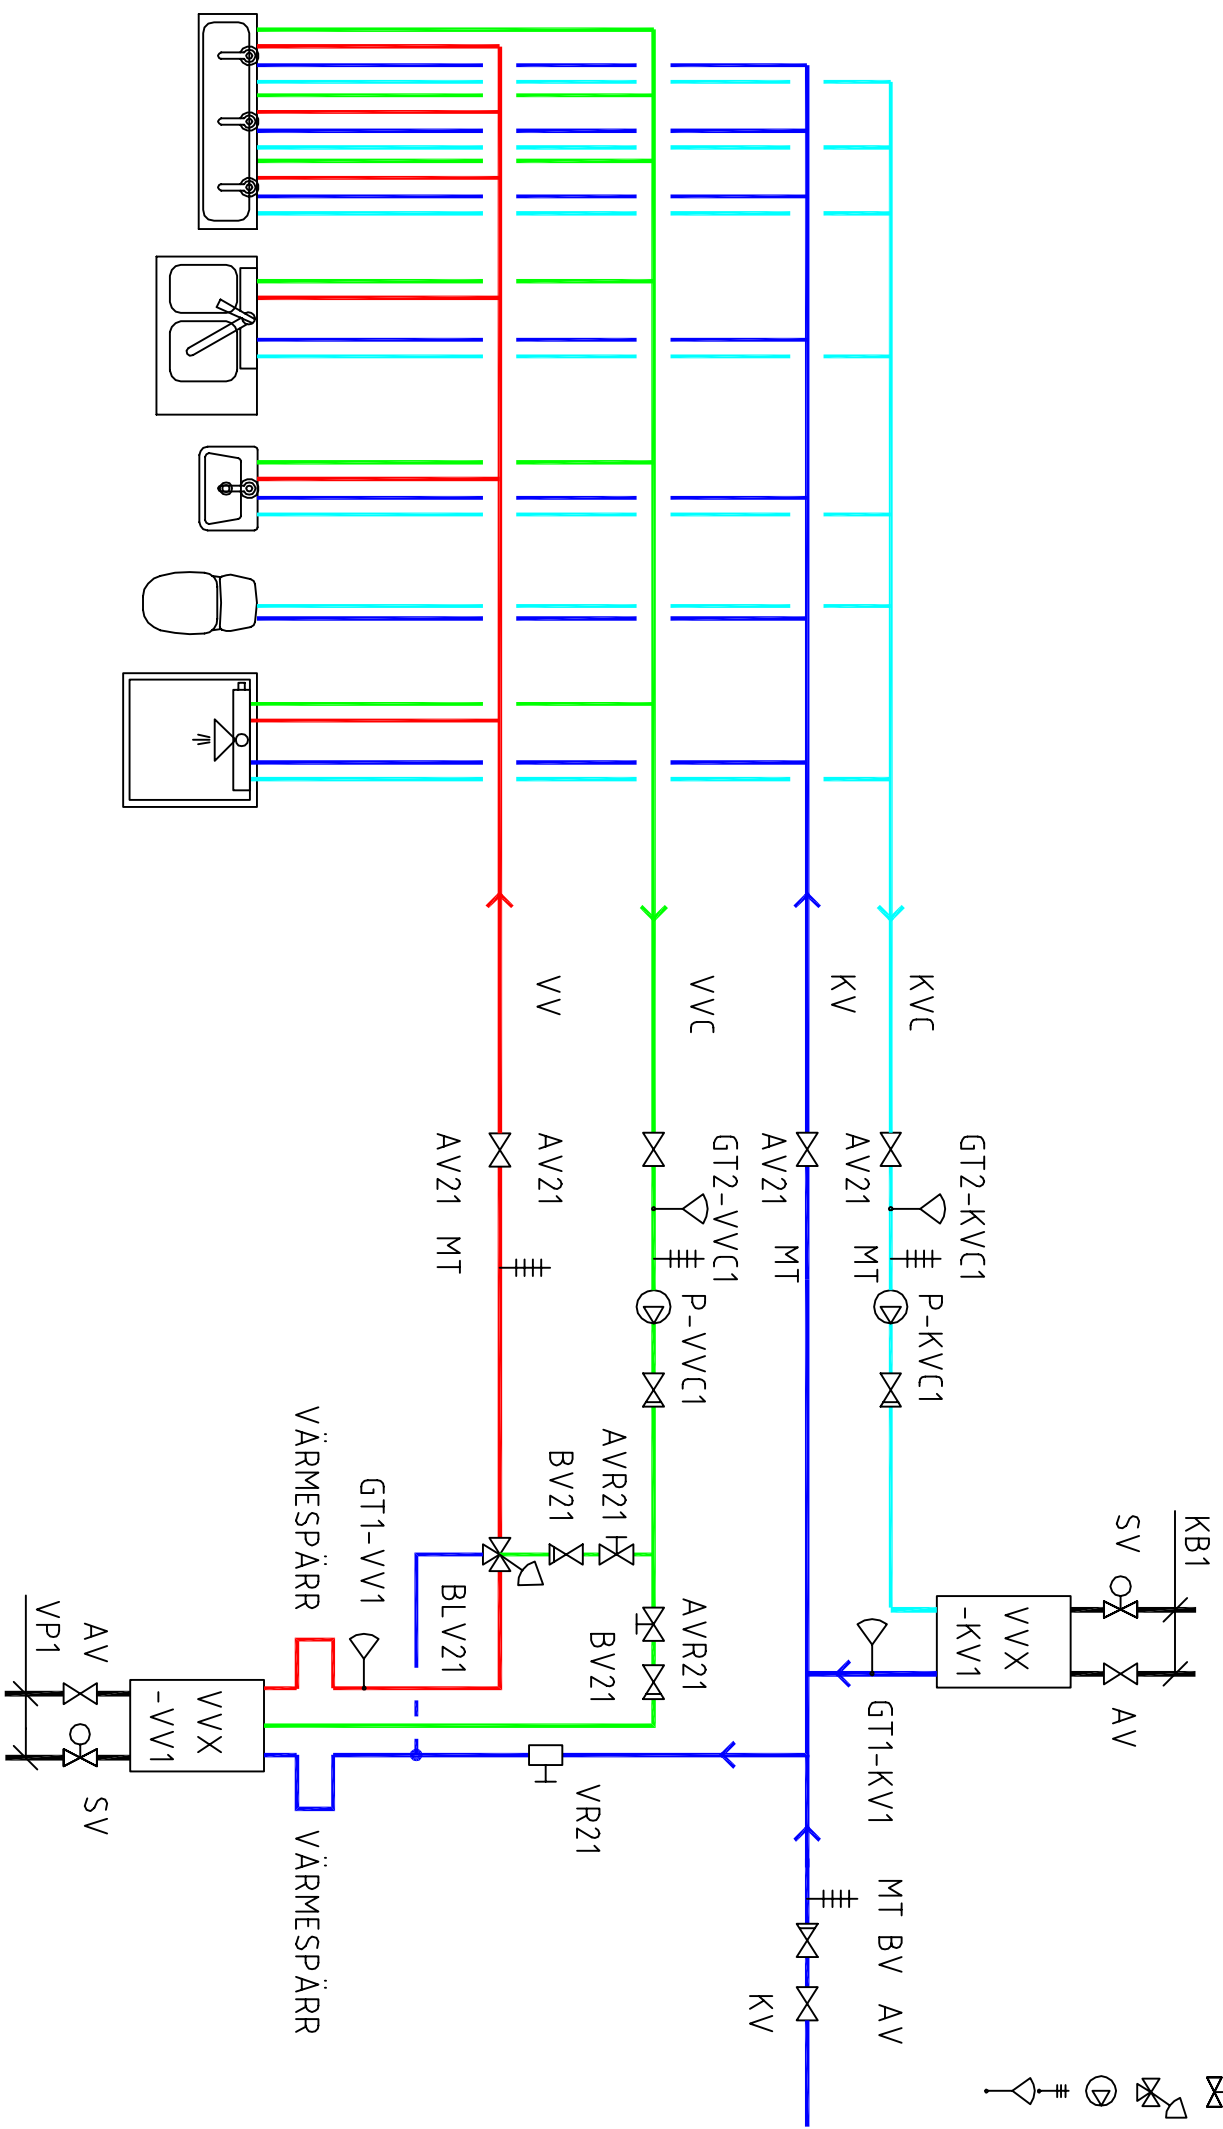 KVC
KV
VVC
VV
GT2-KVC1
AV21
MT
P-KVC1
AV21
MT
GT2-VVC1
P-VVC1
AV21
AV21
MT
AVR21
BV21
AVR21
BV21
BLV21
GT1-VV1
VÄRMESPÄRR
VÄRMESPÄRR
KB1
SV
AV
VVX
-KV1
GT1-KV1
VP1
AV
SV
VVX
-VV1
VR21
MT
BV
AV
KV